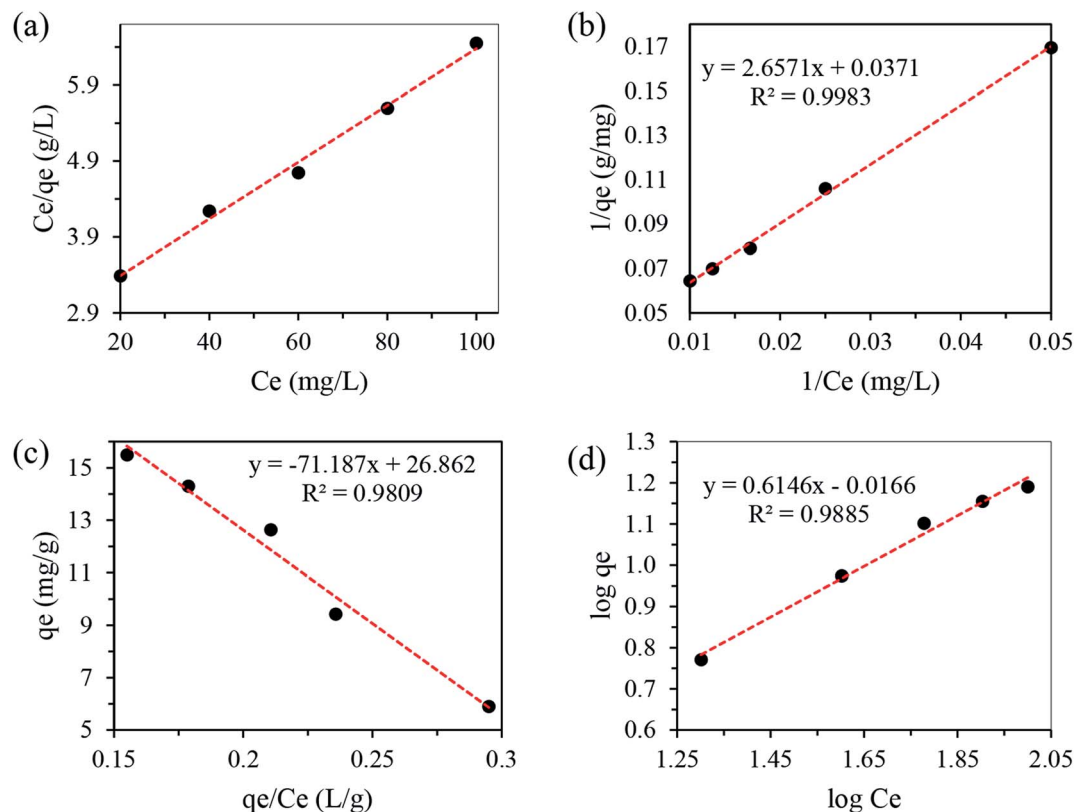 (a)
5.9
4.9
3.9
2.9
Ce/qe (g/L)
20 40 60 80 100
Ce (mg/L)
(b)
0.17
0.15
0.13
0.11
0.09
0.07
0.05
1/qe (g/mg)
y = 2.6571x + 0.0371
R² = 0.9983
0.01 0.02 0.03 0.04 0.05
1/Ce (mg/L)
(c)
15
13
11
9
7
5
qe (mg/g)
y = -71.187x + 26.862
R² = 0.9809
0.15 0.2 0.25 0.3
qe/Ce (L/g)
(d)
1.3
1.2
1.1
1.0
0.9
0.8
0.7
0.6
log qe
y = 0.6146x - 0.0166
R² = 0.9885
1.25 1.45 1.65 1.85 2.05
log Ce